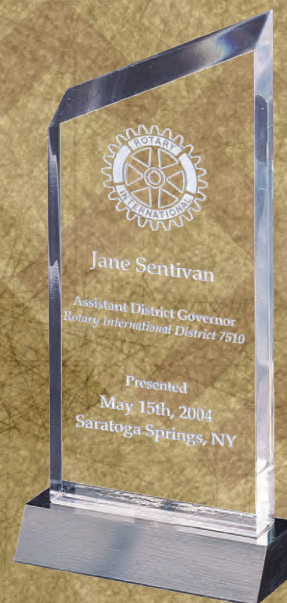 ROTARY
INTERNATIONAL
Jane Sentivan
Assistant District Governor
Rotary International District 7510
Presented
May 15th, 2004
Saratoga Springs, NY